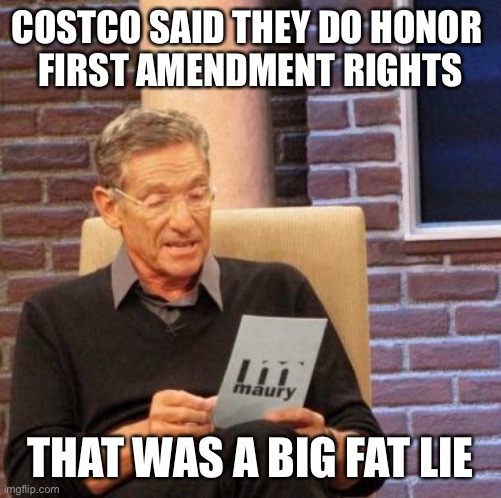 COSTCO SAID THEY DO HONOR
FIRST AMENDMENT RIGHTS
maury
THAT WAS A BIG FAT LIE
imgflip.com